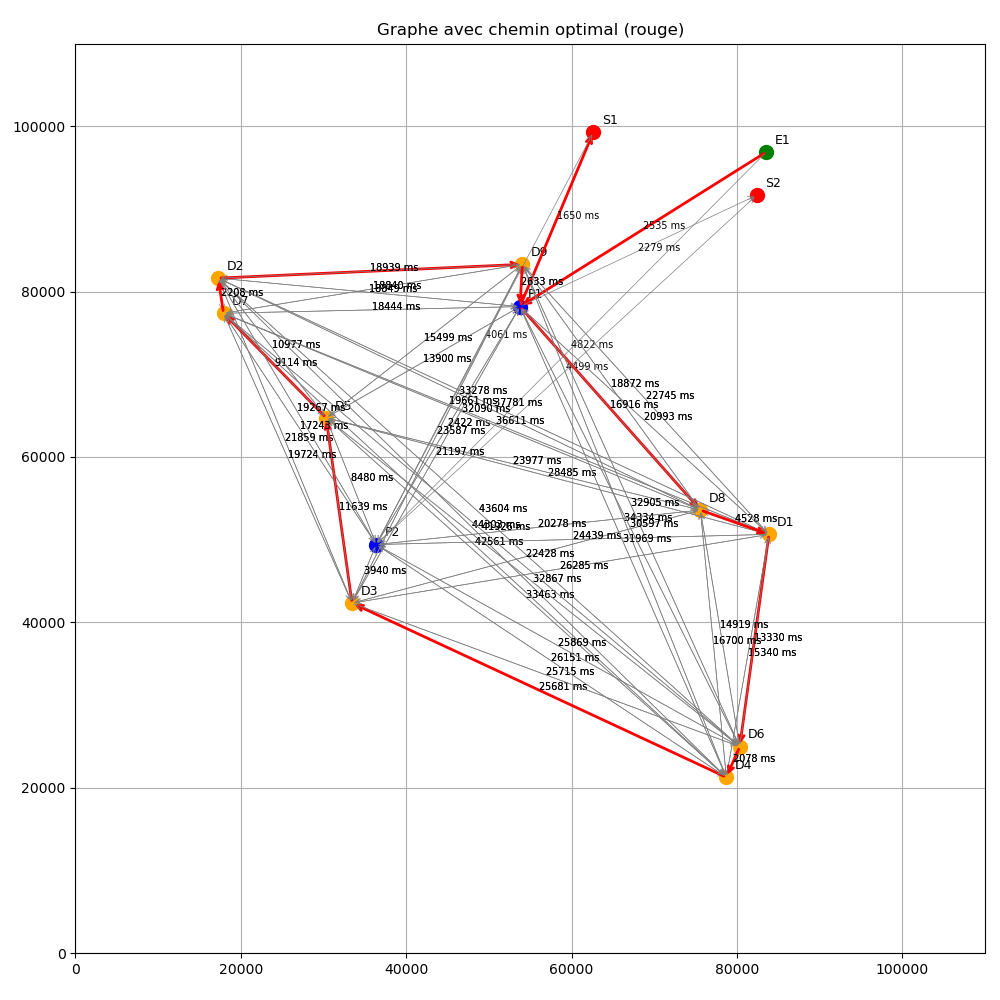 Graphe avec chemin optimal (rouge)
S1
E1
S2
1650 ms
2535 ms
2279 ms
D9
D2
18939 ms
2633 ms
18444 ms
2208 ms
D7
P1
4061 ms
4822 ms
15499 ms
10977 ms
13900 ms
9114 ms
4499 ms
18872 ms
22745 ms
33278 ms
19661 ms
37781 ms
32090 ms
16916 ms
20993 ms
D5
19267 ms
2422 ms
36611 ms
17243 ms
23587 ms
21859 ms
19724 ms
21197 ms
23977 ms
28485 ms
8480 ms
11639 ms
D8
32905 ms
43604 ms
34334 ms
4528 ms
D1
20278 ms
30597 ms
P2
24439 ms
31969 ms
42561 ms
22428 ms
26285 ms
3940 ms
32867 ms
D3
33463 ms
14919 ms
13330 ms
16700 ms
15340 ms
25869 ms
26151 ms
25715 ms
25681 ms
D6
2078 ms
D4
100000
80000
60000
40000
20000
0
0 20000 40000 60000 80000 100000